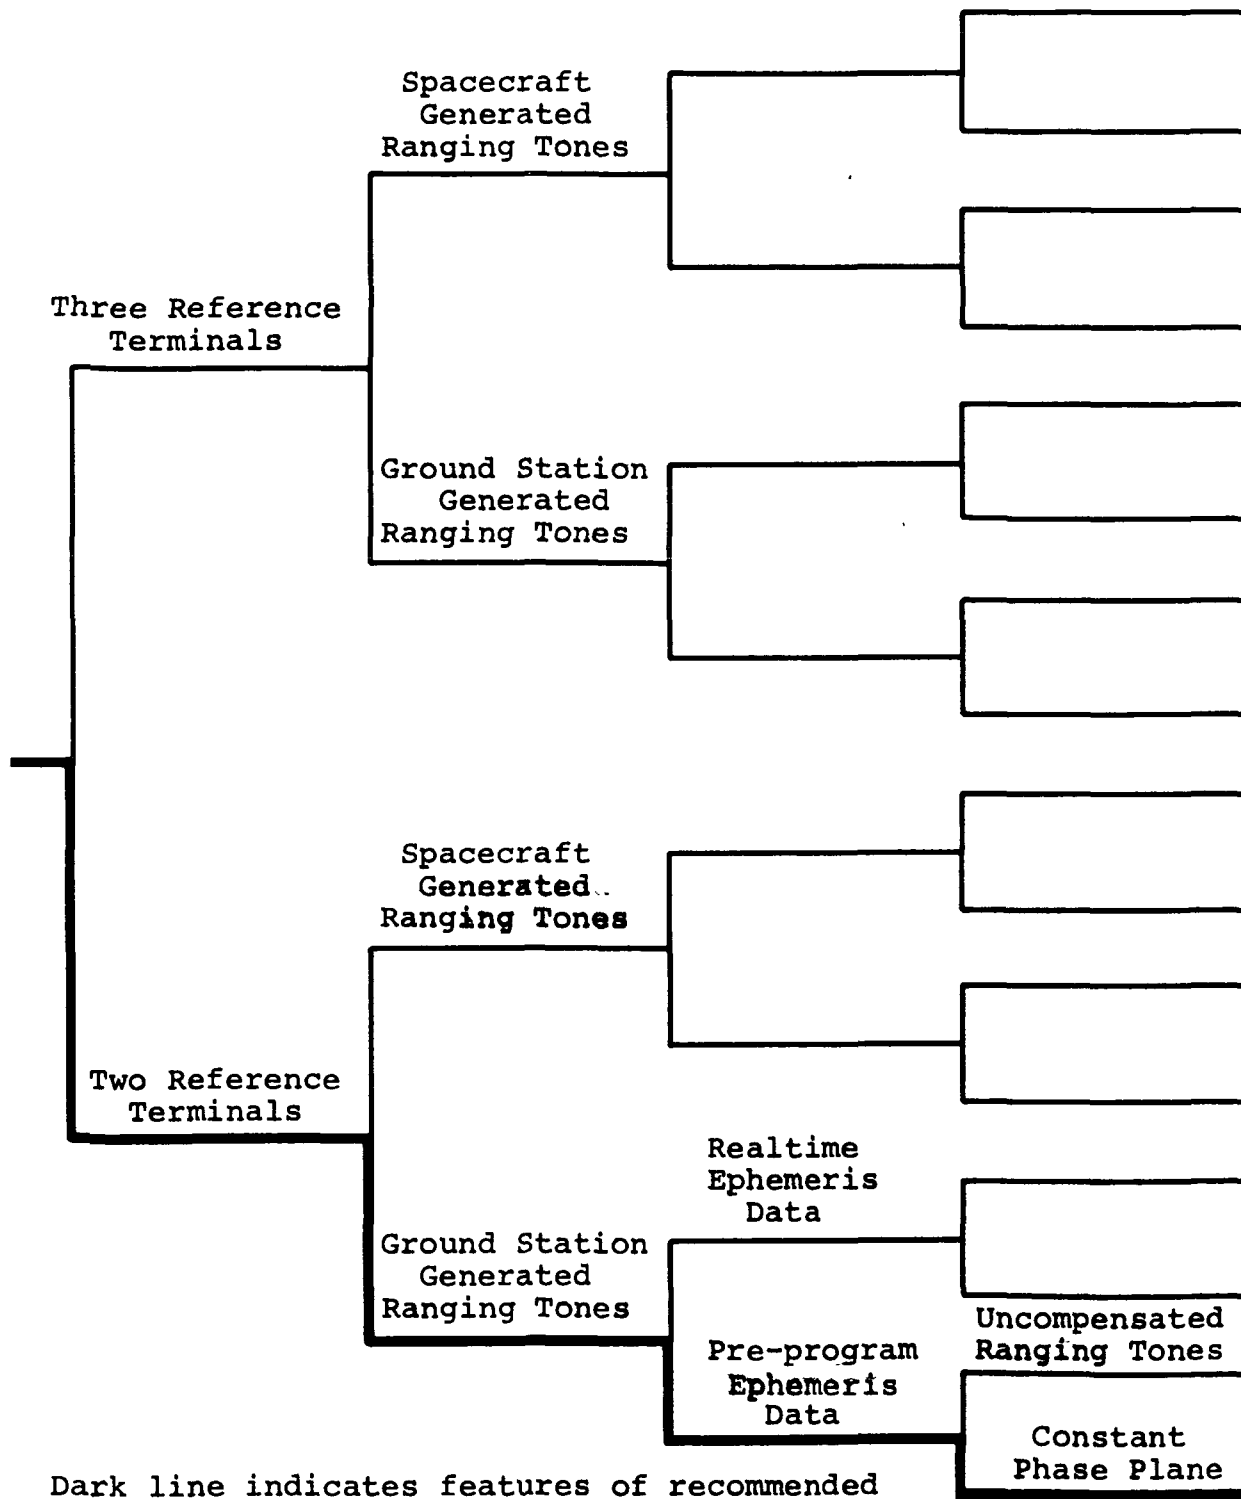 Spacecraft
Generated
Ranging Tones
Three Reference
Terminals
Ground Station
Generated
Ranging Tones
Spacecraft
Generated
Ranging Tones
Two Reference
Terminals
Realtime
Ephemeris
Data
Ground Station
Generated
Ranging Tones
Uncompensated
Ranging Tones
Pre-program
Ephemeris
Data
Constant
Phase Plane
Dark line indicates features of recommended